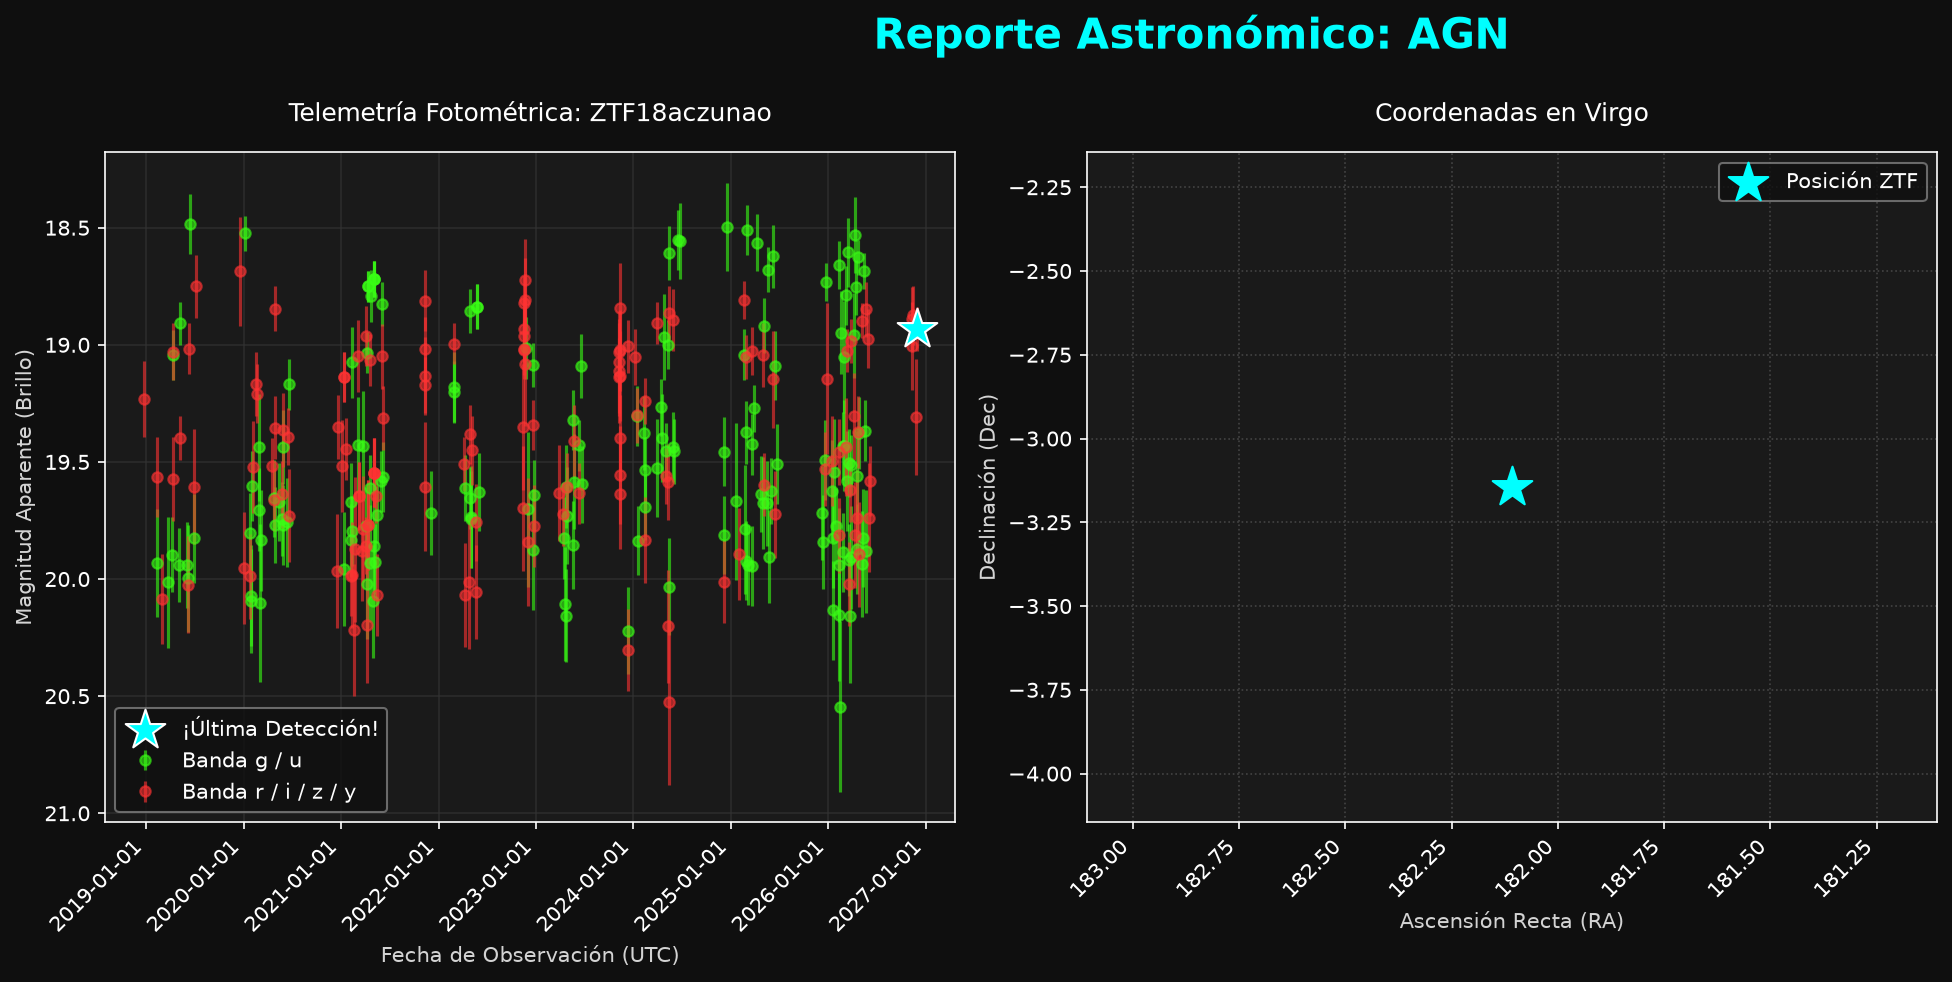 Reporte Astronómico: AGN
Telemetría Fotométrica: ZTF18aczunao
Magnitud Aparente (Brillo)
18.5
19.0
19.5
20.0
20.5
21.0
¡Última Detección!
Banda g / u
Banda r / i / z / y
2019-01-01
2020-01-01
2021-01-01
2022-01-01
2023-01-01
2024-01-01
2025-01-01
2026-01-01
2027-01-01
Fecha de Observación (UTC)
Coordenadas en Virgo
Posición ZTF
Declinación (Dec)
−2.25
−2.50
−2.75
−3.00
−3.25
−3.50
−3.75
−4.00
183.00
182.75
182.50
182.25
182.00
181.75
181.50
181.25
Ascensión Recta (RA)